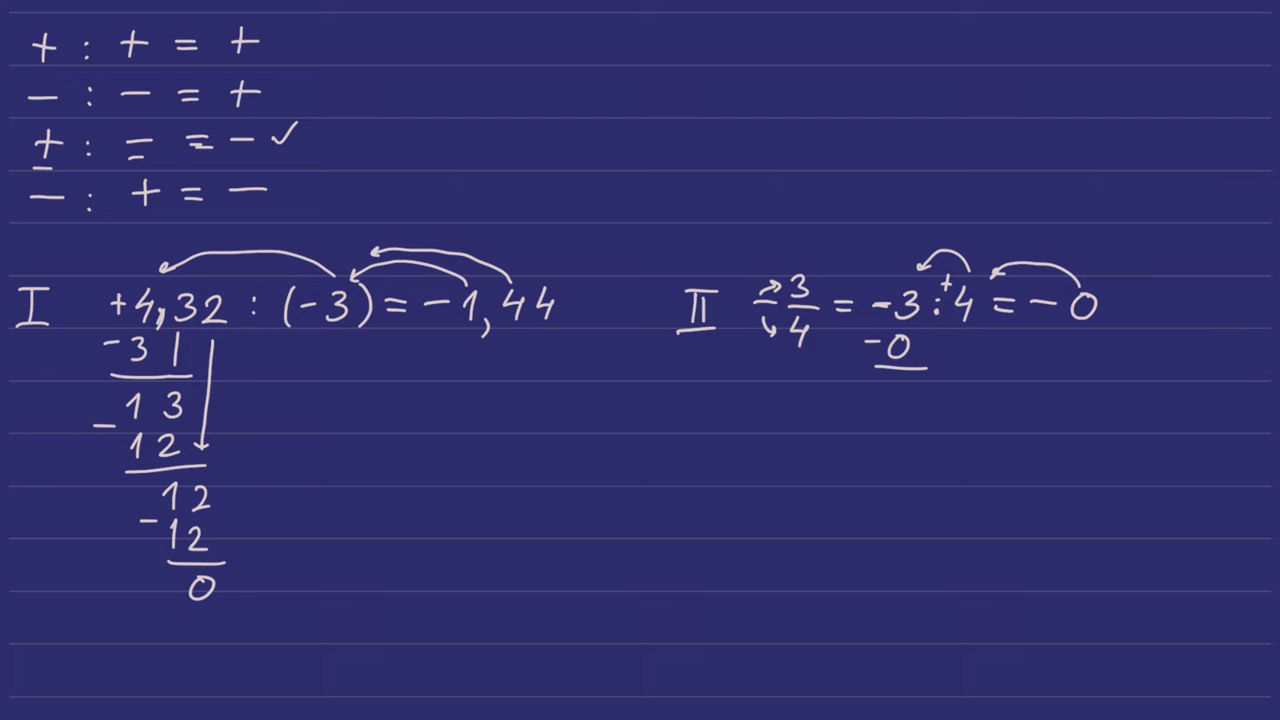 + : + = +
− : − = +
+ : − = − ✓
− : + = −
I +4,32 : (−3) = −1,44
−3
13
−12
12
−12
0
II −3/4 = −3 : +4 = −0
−0